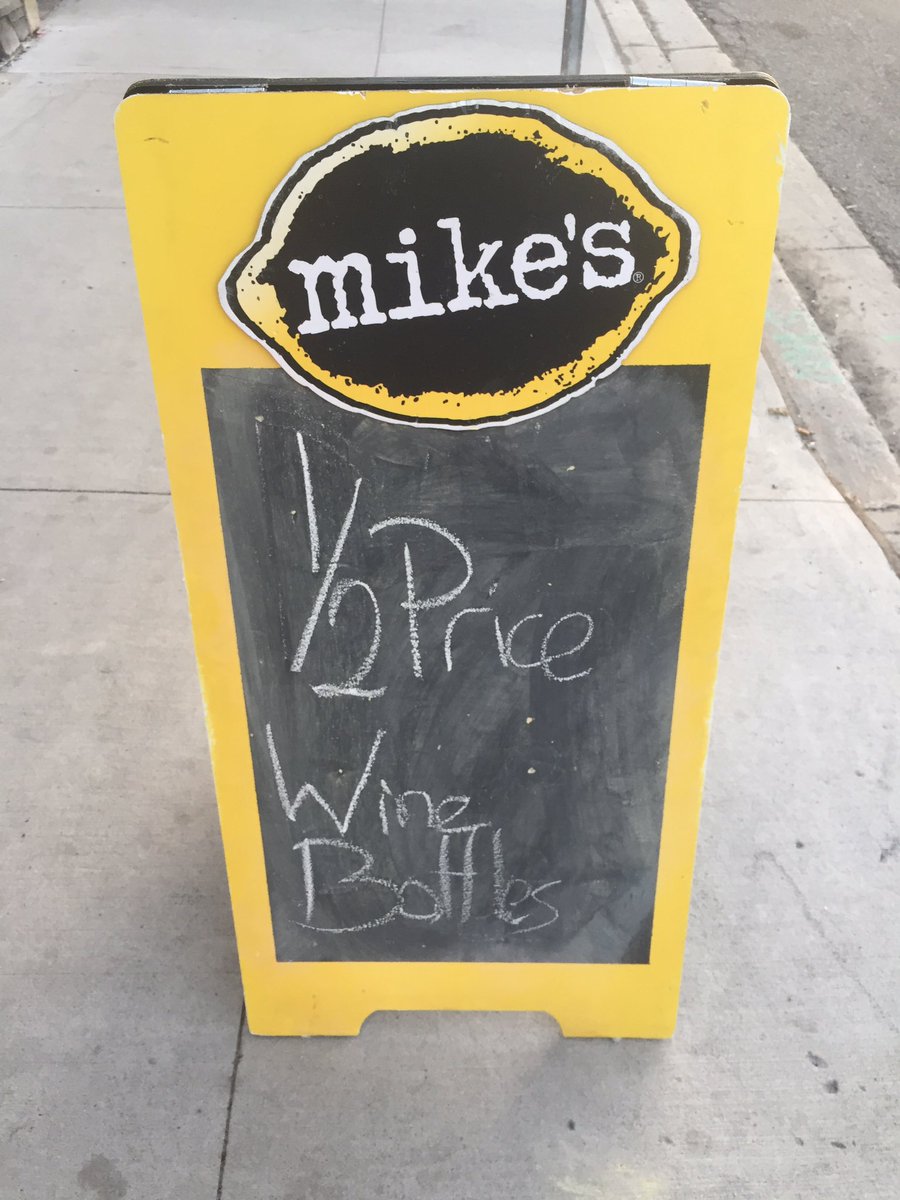 mike's®
1/2 Price
Wine
Bottles